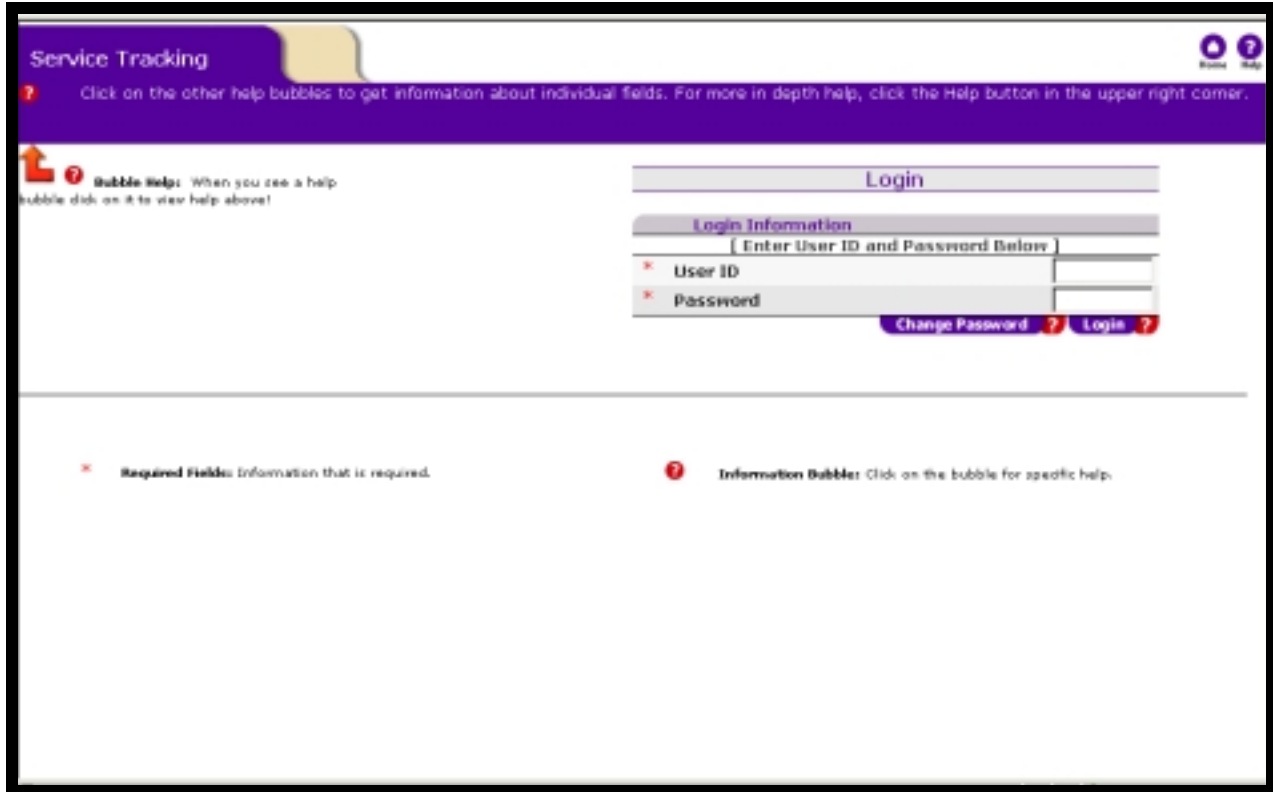 Service Tracking
Home Help
? Click on the other help bubbles to get information about individual fields. For more in depth help, click the Help button in the upper right corner.
? Bubble Help: When you see a help
bubble click on it to view help above!
Login
Login Information
[ Enter User ID and Password Below ]
* User ID
* Password
Change Password ? Login ?
* Required Fields: Information that is required.
? Information Bubble: Click on the bubble for specific help.